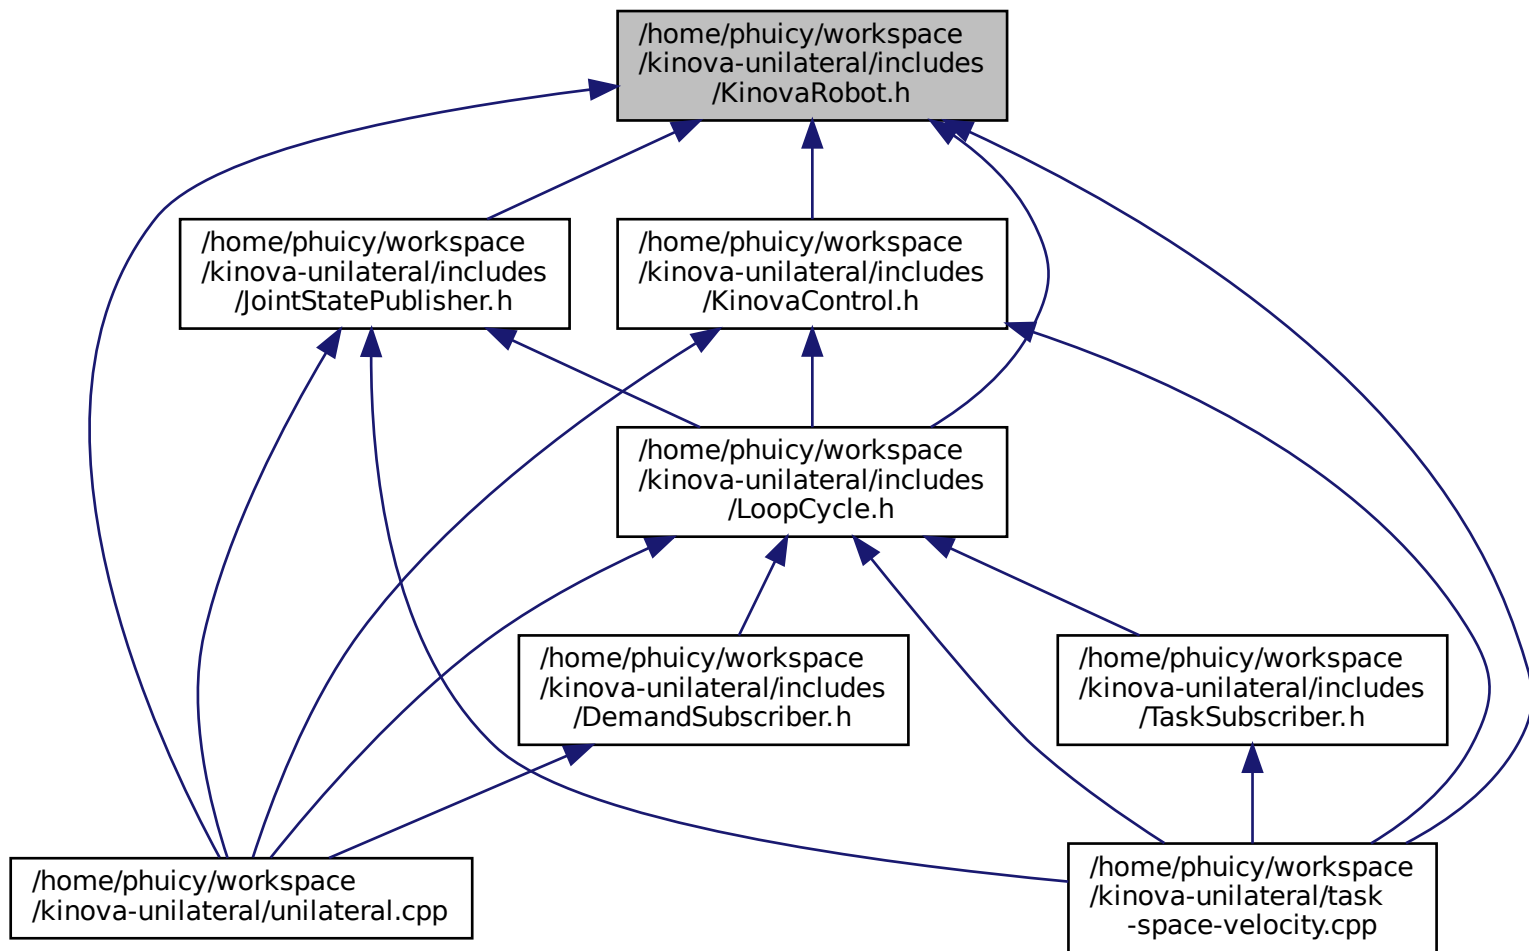 /home/phuicy/workspace
/kinova-unilateral/includes
/KinovaRobot.h
/home/phuicy/workspace
/kinova-unilateral/includes
/JointStatePublisher.h
/home/phuicy/workspace
/kinova-unilateral/includes
/KinovaControl.h
/home/phuicy/workspace
/kinova-unilateral/includes
/LoopCycle.h
/home/phuicy/workspace
/kinova-unilateral/includes
/DemandSubscriber.h
/home/phuicy/workspace
/kinova-unilateral/includes
/TaskSubscriber.h
/home/phuicy/workspace
/kinova-unilateral/unilateral.cpp
/home/phuicy/workspace
/kinova-unilateral/task
-space-velocity.cpp